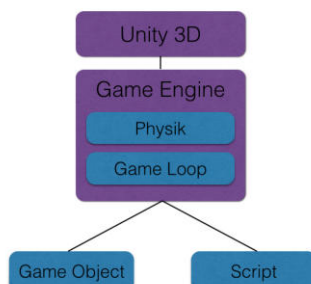 Unity 3D
Game Engine
Physik
Game Loop
Game Object
Script